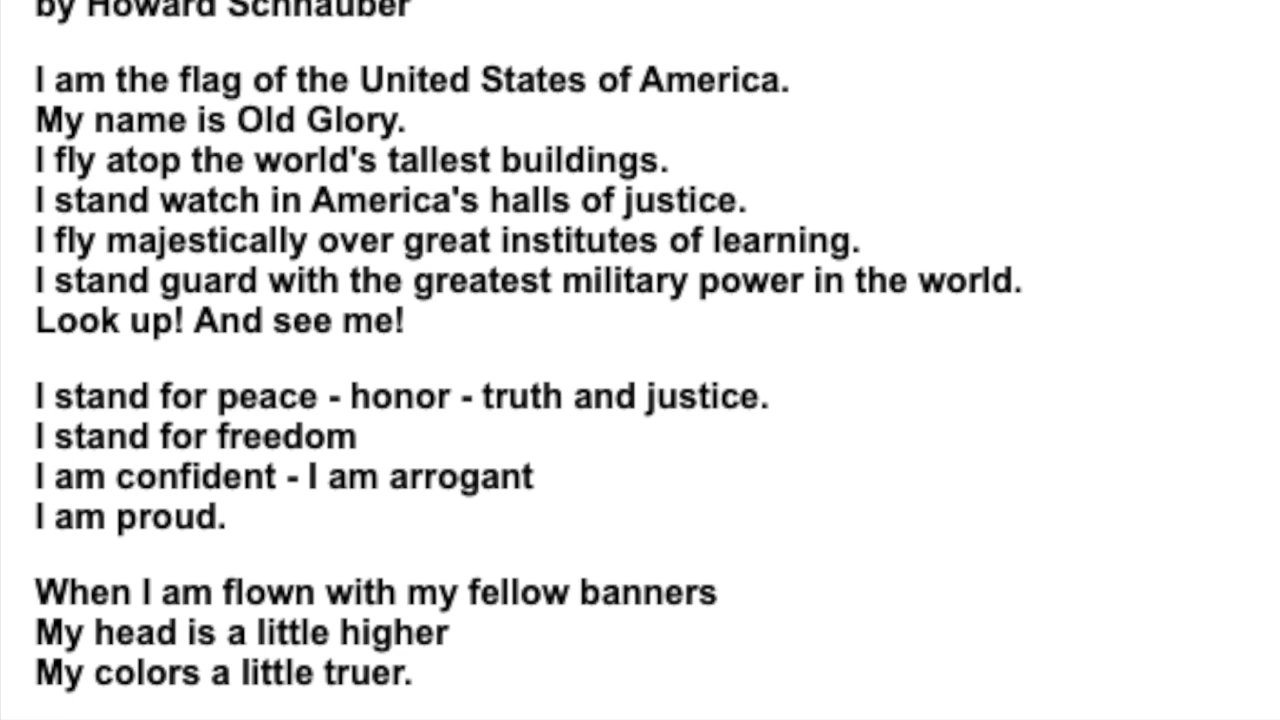 by Howard Schnauber
I am the flag of the United States of America.
My name is Old Glory.
I fly atop the world's tallest buildings.
I stand watch in America's halls of justice.
I fly majestically over great institutes of learning.
I stand guard with the greatest military power in the world.
Look up! And see me!
I stand for peace - honor - truth and justice.
I stand for freedom
I am confident - I am arrogant
I am proud.
When I am flown with my fellow banners
My head is a little higher
My colors a little truer.